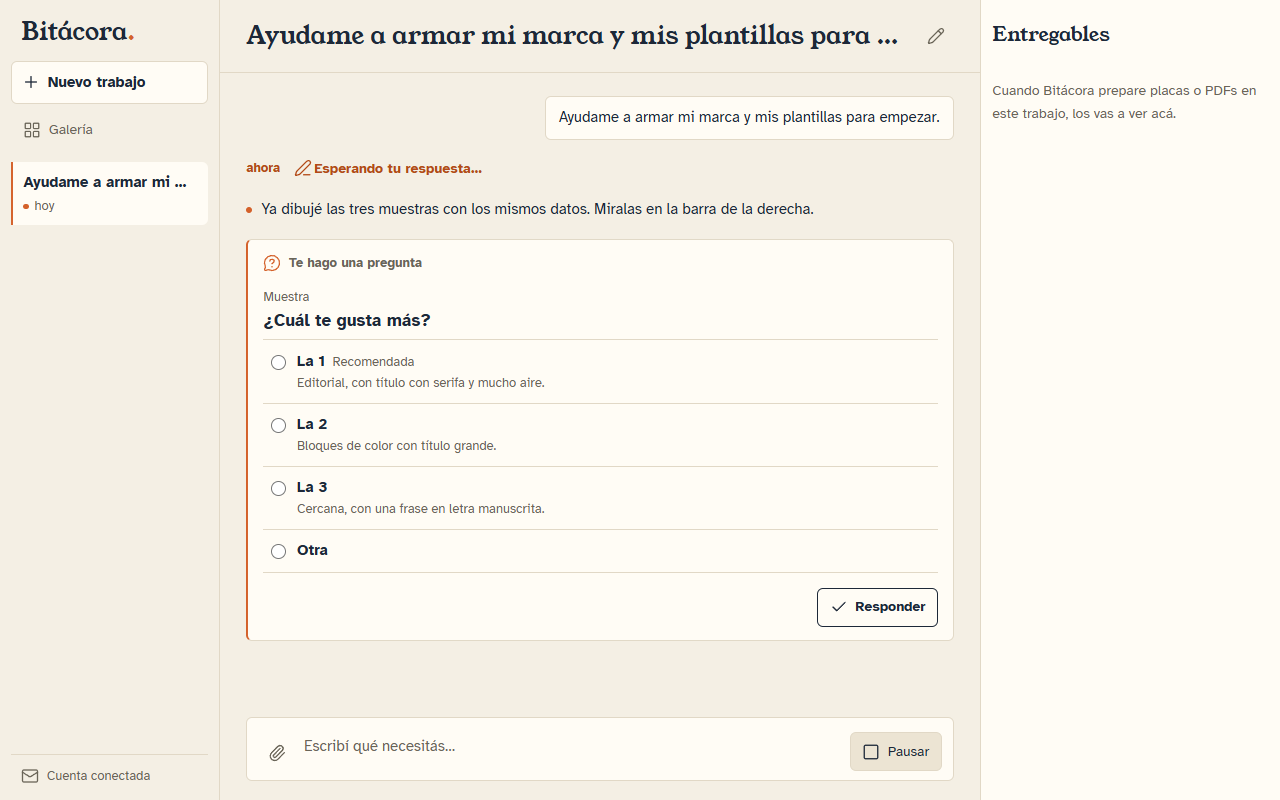 Bitácora.
Nuevo trabajo
Galería
Ayudame a armar mi ...
hoy
Cuenta conectada
Ayudame a armar mi marca y mis plantillas para ...
Ayudame a armar mi marca y mis plantillas para empezar.
ahora Esperando tu respuesta...
Ya dibujé las tres muestras con los mismos datos. Miralas en la barra de la derecha.
Te hago una pregunta
Muestra
¿Cuál te gusta más?
La 1 Recomendada
Editorial, con título con serifa y mucho aire.
La 2
Bloques de color con título grande.
La 3
Cercana, con una frase en letra manuscrita.
Otra
Responder
Escribí qué necesitás...
Pausar
Entregables
Cuando Bitácora prepare placas o PDFs en
este trabajo, los vas a ver acá.